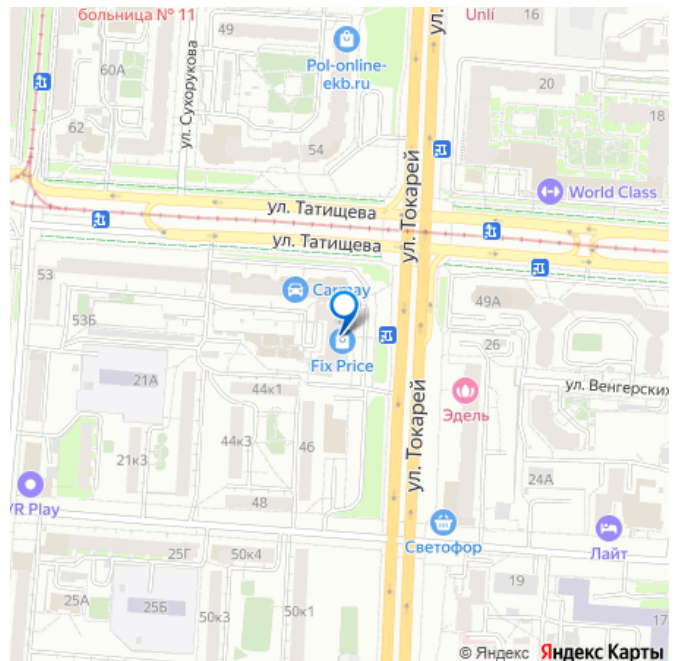 больница № 11
49
Unli
16
ул.
Pol-online-
ekb.ru
60А
ул. Сухорукова
20
18
62
54
ул. Токарей
World Class
ул. Татищева
ул. Татищева
53
Carmay
49А
53Б
Fix Price
26
21А
44к1
ул. Токарей
Эдель
ул. Венгерских
44к3
46
21к3
24А
VR Play
48
Светофор
Лайт
25Г
50к4
19
25А
25Б
50к3
50к1
17
© Яндекс Яндекс Карты